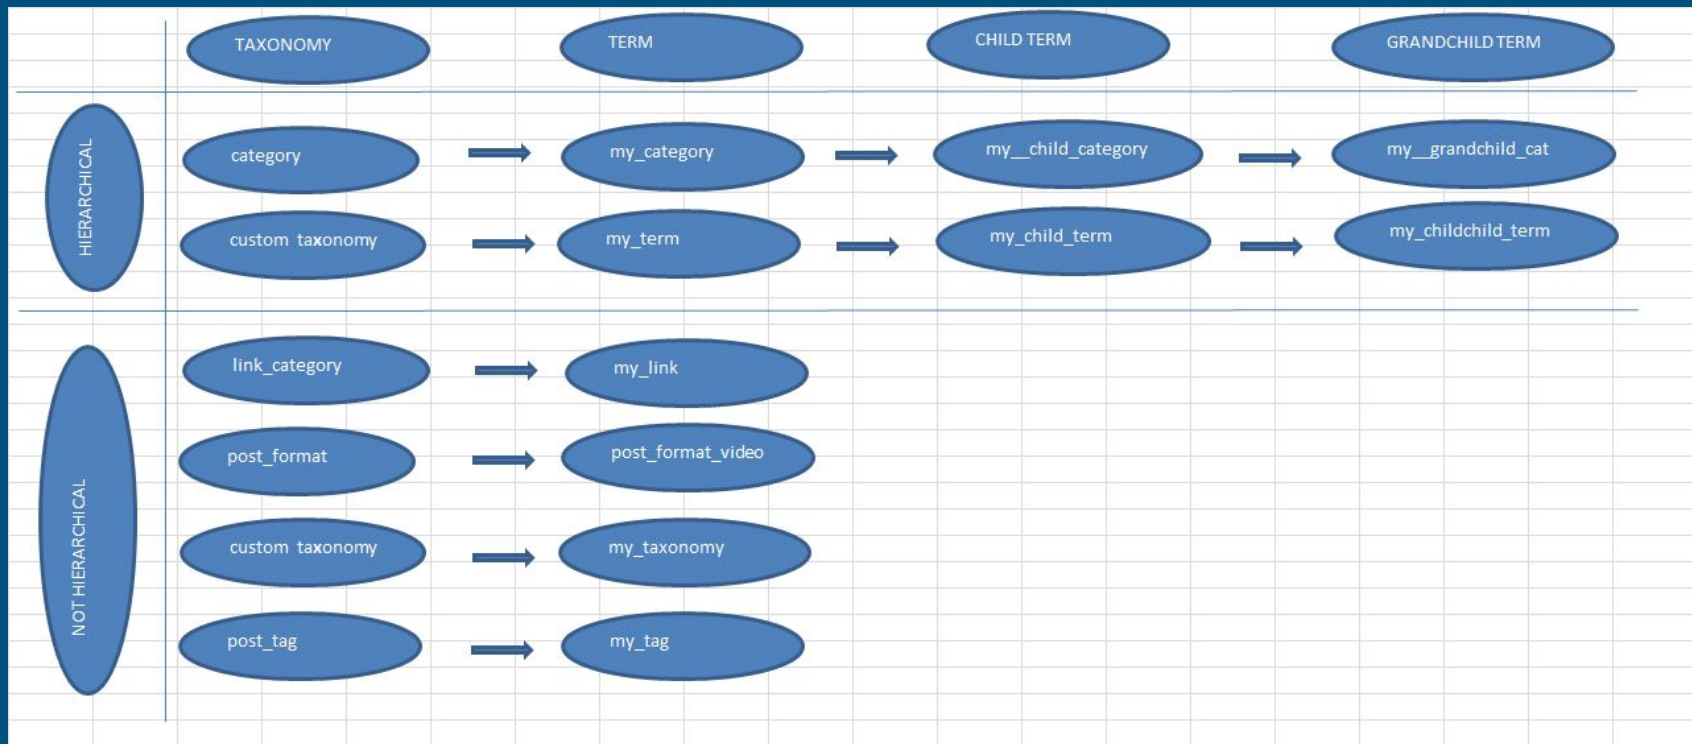 TAXONOMY
TERM
CHILD TERM
GRANDCHILD TERM
HIERARCHICAL
category
my_category
my__child_category
my__grandchild_cat
custom taxonomy
my_term
my_child_term
my_childchild_term
NOT HIERARCHICAL
link_category
my_link
post_format
post_format_video
custom taxonomy
my_taxonomy
post_tag
my_tag